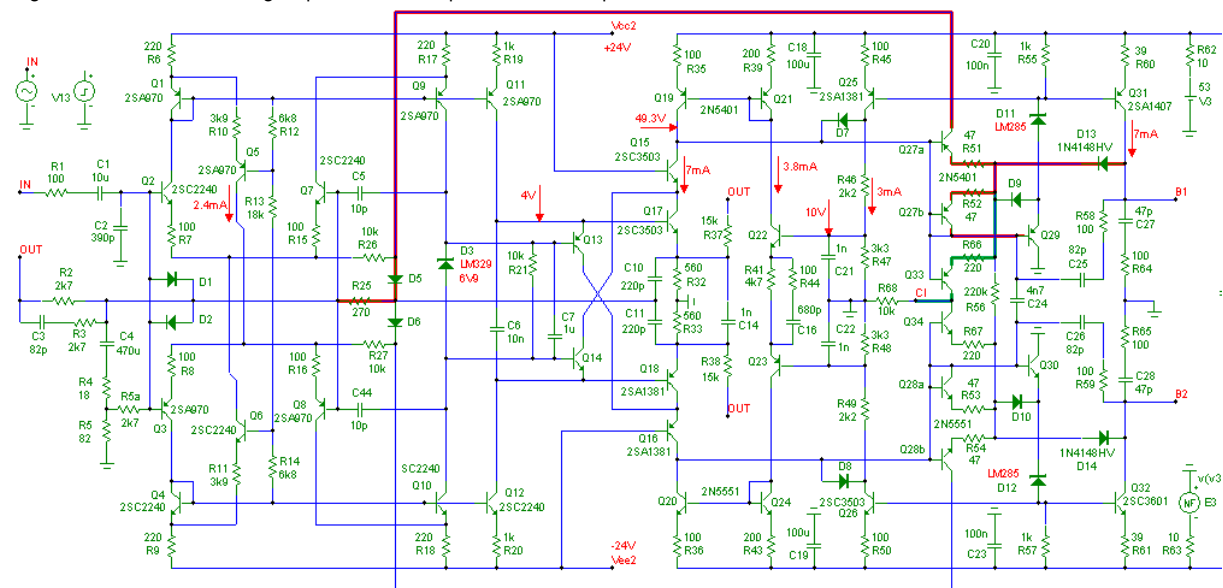 Vcc2
+24V
IN
V13
220
R6
Q1
2SA970
3k9
R10
6k8
R12
220
R17
Q9
2SA970
1k
R19
Q11
2SA970
100
R35
Q19
2N5401
200
R39
Q21
C18
100u
100
R45
Q25
2SA1381
C20
100n
1k
R55
39
R60
R62
10
53
V3
Q31
2SA1407
D11
LM285
D13
1N4148HV
7mA
49.3V
D7
Q15
2SC3503
7mA
3.8mA
Q27a
47
R51
2N5401
R1
100
C1
10u
IN
Q2
2SC2240
Q5
2SA970
2SC2240
Q7
C5
10p
4V
R46
2k2
3mA
R52
47
Q27b
D9
B1
C2
390p
2.4mA
R13
18k
100
R7
100
R15
10k
R26
Q17
2SC3503
OUT
15k
R37
10V
Q22
Q29
R58
100
47p
C27
OUT
D3
LM329
6V9
10k
R21
Q13
1n
C21
3k3
R47
R66
220
82p
C25
R2
2k7
D1
D5
R25
270
C10
220p
560
R32
R41
4k7
100
R44
Q33
CI
R68
10k
220k
R56
4n7
C24
100
R64
D2
D6
C3
82p
R3
2k7
C4
470u
C6
10n
C7
1u
C11
220p
560
R33
1n
C14
680p
C16
C22
1n
3k3
R48
Q34
R67
220
C26
82p
R65
100
100
R8
100
R16
R27
10k
Q14
R38
15k
Q23
Q30
R4
18
R5a
2k7
R5
82
Q3
2SA970
Q6
2SC2240
Q8
C44
10p
Q18
2SA1381
OUT
R49
2k2
Q28a
47
R53
2N5551
D10
100
R59
C28
47p
B2
R11
3k9
R14
6k8
SC2240
Q10
Q16
2SA1381
D8
Q28b
R54
47
1N4148HV
D14
Q4
2SC2240
Q12
2SC2240
Q20
2N5551
Q24
2SC3503
Q26
LM285
D12
Q32
2SC3601
v(v3
NF
E3
220
R9
220
R18
1k
R20
-24V
Vee2
100
R36
200
R43
100u
C19
100
R50
100n
C23
1k
R57
39
R61
10
R63